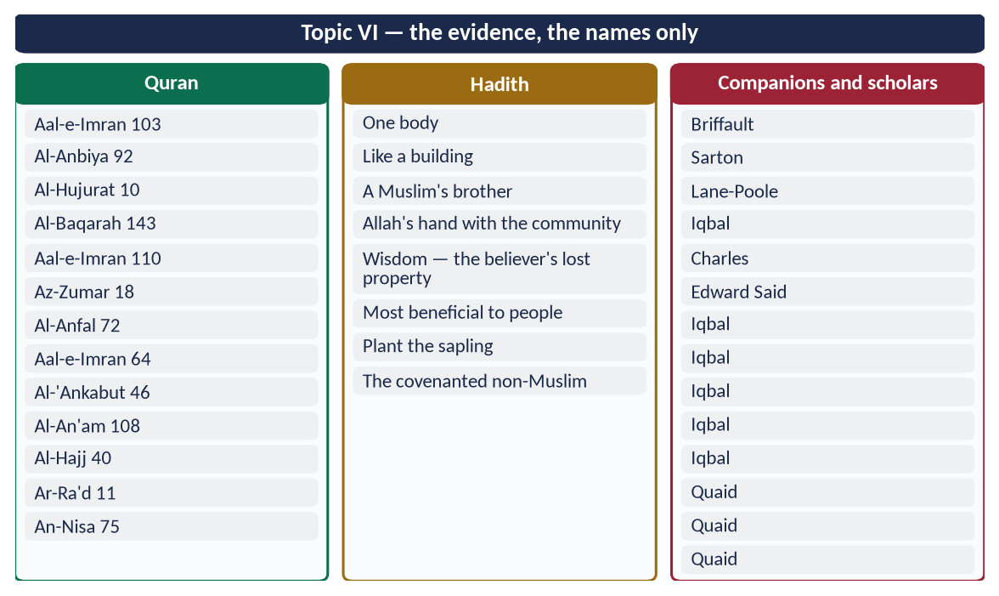 Topic VI — the evidence, the names only
Quran
Aal-e-Imran 103
Al-Anbiya 92
Al-Hujurat 10
Al-Baqarah 143
Aal-e-Imran 110
Az-Zumar 18
Al-Anfal 72
Aal-e-Imran 64
Al-'Ankabut 46
Al-An'am 108
Al-Hajj 40
Ar-Ra'd 11
An-Nisa 75
Hadith
One body
Like a building
A Muslim's brother
Allah's hand with the community
Wisdom — the believer's lost
property
Most beneficial to people
Plant the sapling
The covenanted non-Muslim
Companions and scholars
Briffault
Sarton
Lane-Poole
Iqbal
Charles
Edward Said
Iqbal
Iqbal
Iqbal
Iqbal
Iqbal
Quaid
Quaid
Quaid